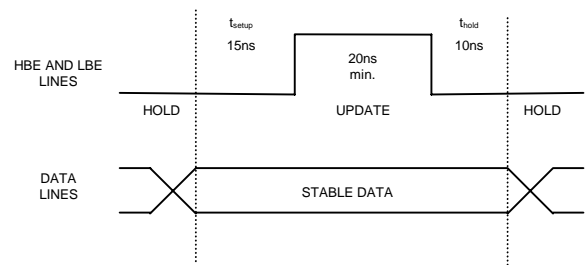 tsetup
15ns
thold
10ns
HBE AND LBE
LINES
20ns
min.
HOLD
UPDATE
HOLD
DATA
LINES
STABLE DATA